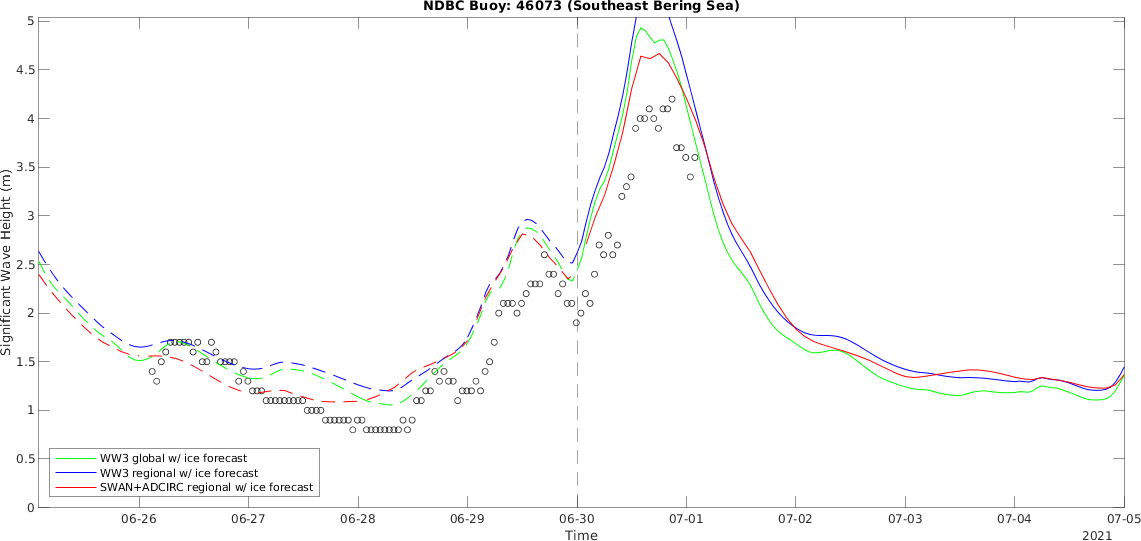 NDBC Buoy: 46073 (Southeast Bering Sea)
5
4.5
4
3.5
3
2.5
2
1.5
1
0.5
0
Significant Wave Height (m)
WW3 global w/ ice forecast
WW3 regional w/ ice forecast
SWAN+ADCIRC regional w/ ice forecast
06-26 06-27 06-28 06-29 06-30 07-01 07-02 07-03 07-04 07-05
Time
2021